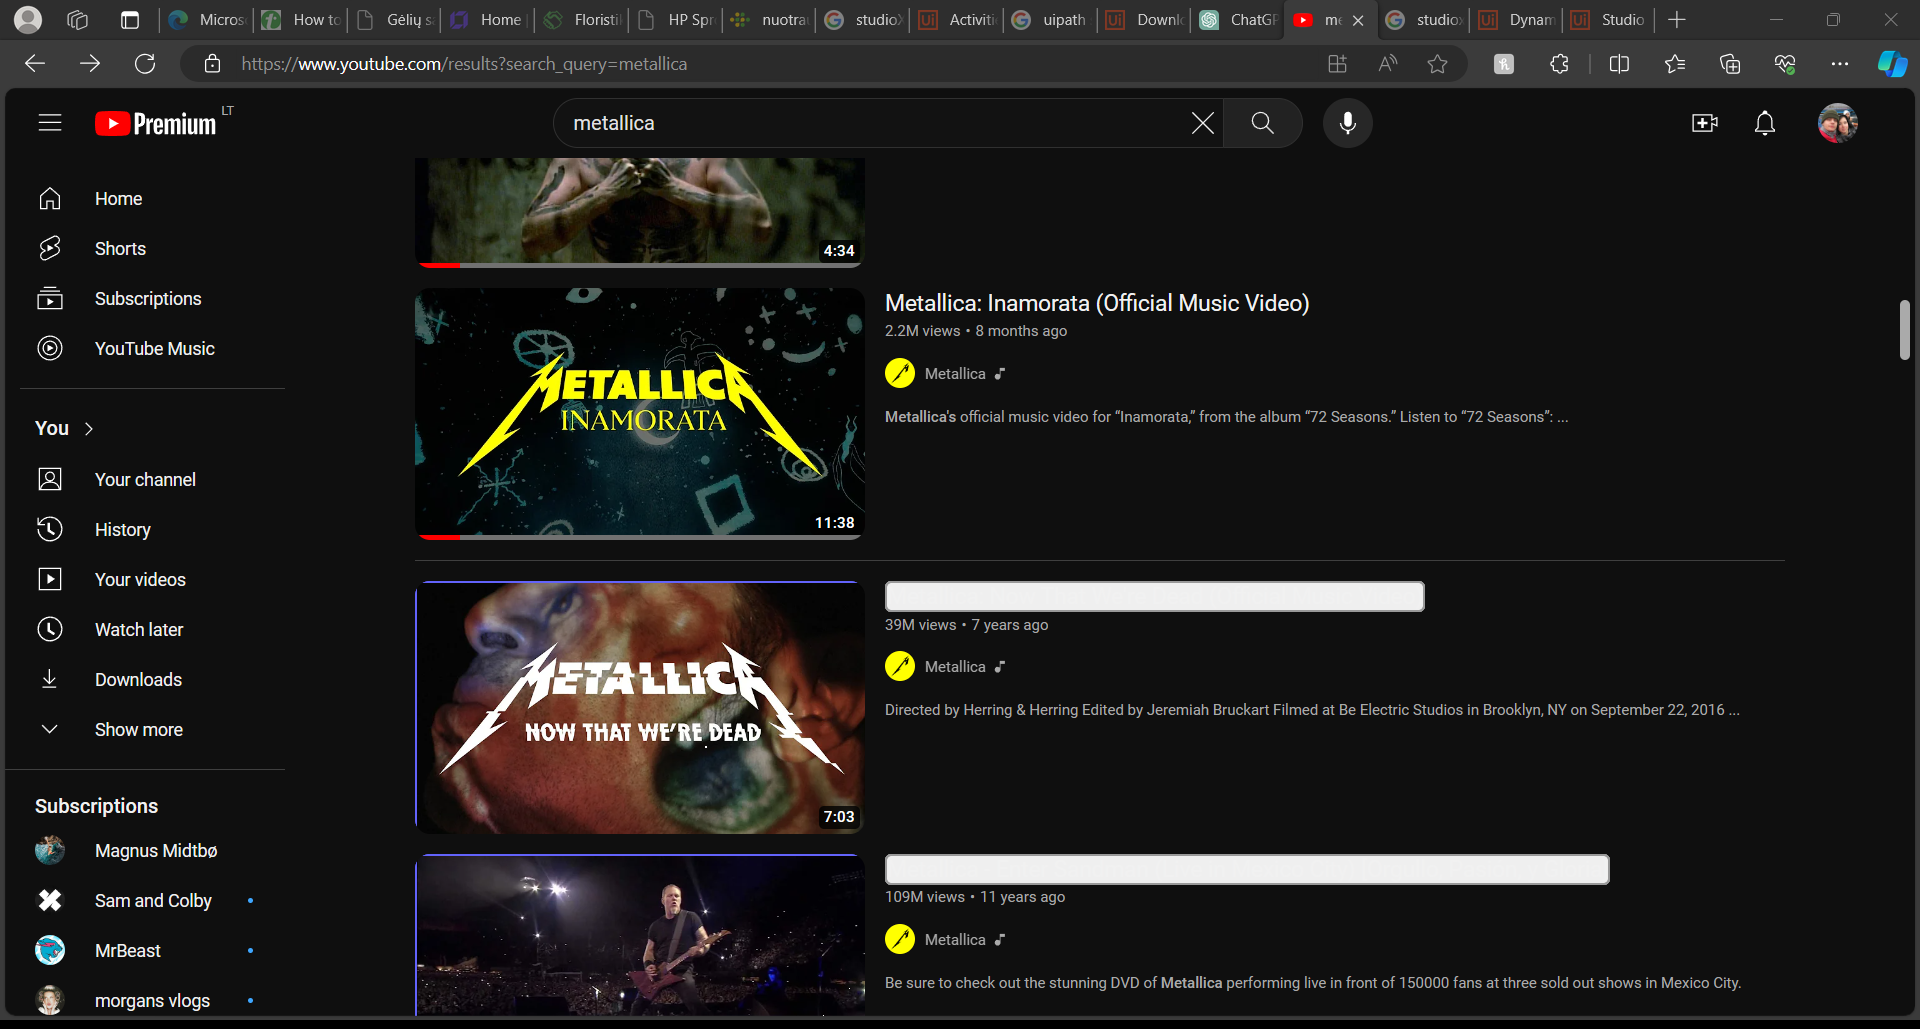 Micros
How to
Gėlių s
Home
Floristi
HP Spr
nuotra
studiox
Activiti
uipath
Downl
ChatGP
me
studiox
Dynam
Studio
https://www.youtube.com/results?search_query=metallica
Premium LT
metallica
Home
Shorts
Subscriptions
YouTube Music
You
Your channel
History
Your videos
Watch later
Downloads
Show more
Subscriptions
Magnus Midtbø
Sam and Colby
MrBeast
morgans vlogs
4:34
METALLICA
INAMORATA
11:38
Metallica: Inamorata (Official Music Video)
2.2M views • 8 months ago
Metallica
Metallica's official music video for “Inamorata,” from the album “72 Seasons.” Listen to “72 Seasons”: ...
METALLICA
NOW THAT WE'RE DEAD
7:03
39M views • 7 years ago
Metallica
Directed by Herring & Herring Edited by Jeremiah Bruckart Filmed at Be Electric Studios in Brooklyn, NY on September 22, 2016 ...
109M views • 11 years ago
Metallica
Be sure to check out the stunning DVD of Metallica performing live in front of 150000 fans at three sold out shows in Mexico City.